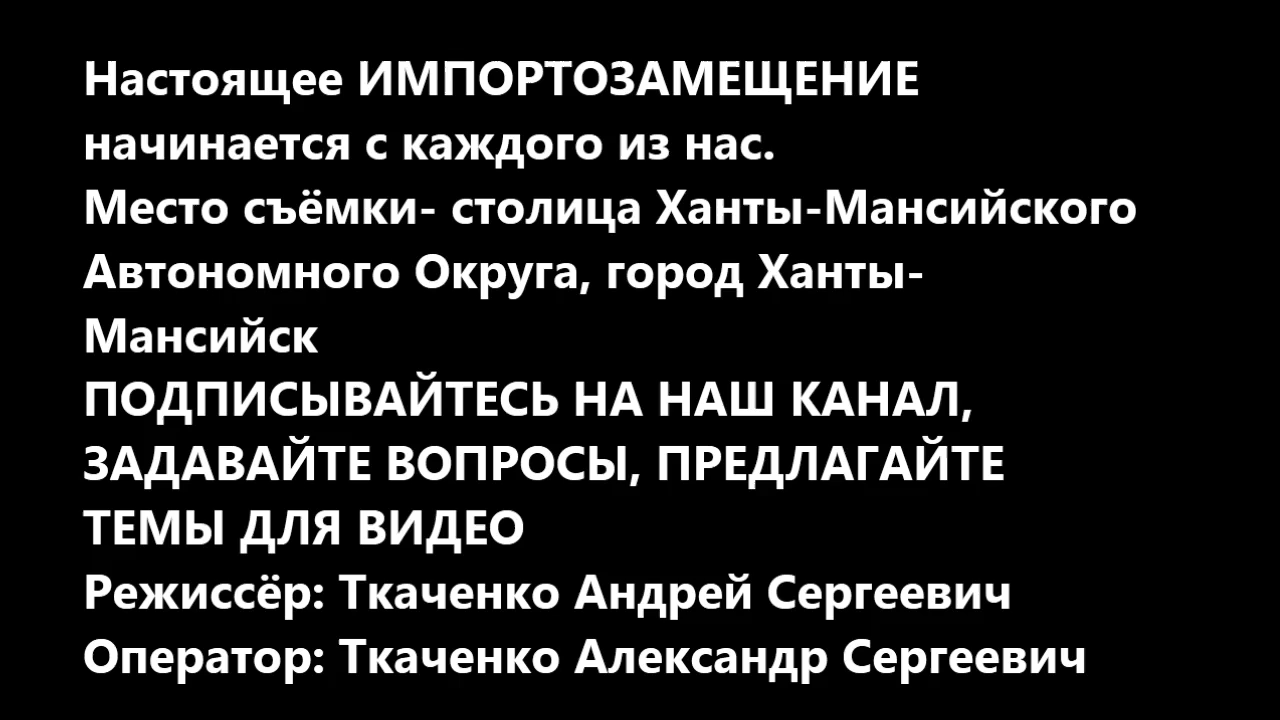 Настоящее ИМПОРТОЗАМЕЩЕНИЕ
начинается с каждого из нас.
Место съёмки- столица Ханты-Мансийского
Автономного Округа, город Ханты-
Мансийск
ПОДПИСЫВАЙТЕСЬ НА НАШ КАНАЛ,
ЗАДАВАЙТЕ ВОПРОСЫ, ПРЕДЛАГАЙТЕ
ТЕМЫ ДЛЯ ВИДЕО
Режиссёр: Ткаченко Андрей Сергеевич
Оператор: Ткаченко Александр Сергеевич